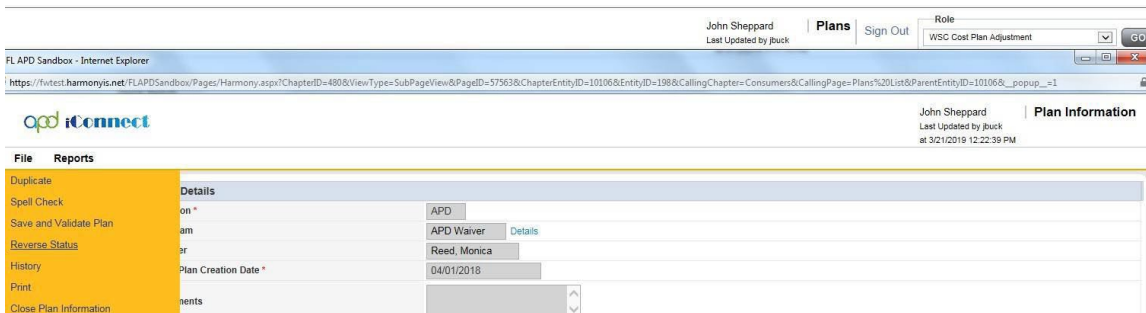 John Sheppard
Last Updated by jbuck
Plans
Sign Out
Role
WSC Cost Plan Adjustment
GO
FL APD Sandbox - Internet Explorer
https://fwtest.harmonyis.net/FLAPDSandbox/Pages/Harmony.aspx?ChapterID=480&ViewType=SubPageView&PageID=57563&ChapterEntityID=10106&EntityID=198&CallingChapter=Consumers&CallingPage=Plans%20List&ParentEntityID=10106&__popup__=1
apd iConnect
John Sheppard
Last Updated by jbuck
at 3/21/2019 12:22:39 PM
Plan Information
File Reports
Duplicate
Details
Spell Check
on * APD
Save and Validate Plan
am APD Waiver Details
Reverse Status
er Reed, Monica
History
Plan Creation Date * 04/01/2018
Print
nents
Close Plan Information